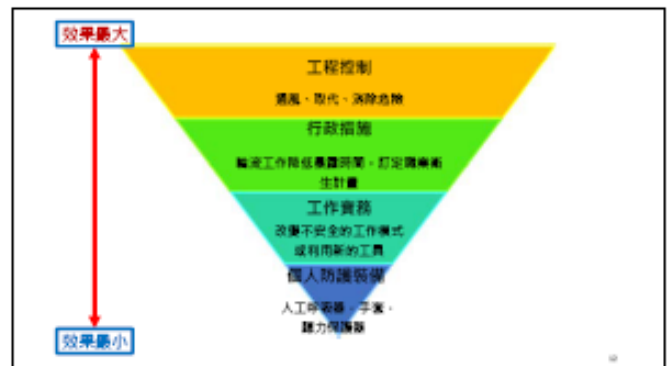 效果最大
工程控制
通風、取代、消除危險
行政措施
輪流工作降低暴露時間，訂定職業衛
生計畫
工作實務
改變不安全的工作模式
或利用新的工具
個人防護裝備
人工呼吸器、手套、
聽力保護器
效果最小